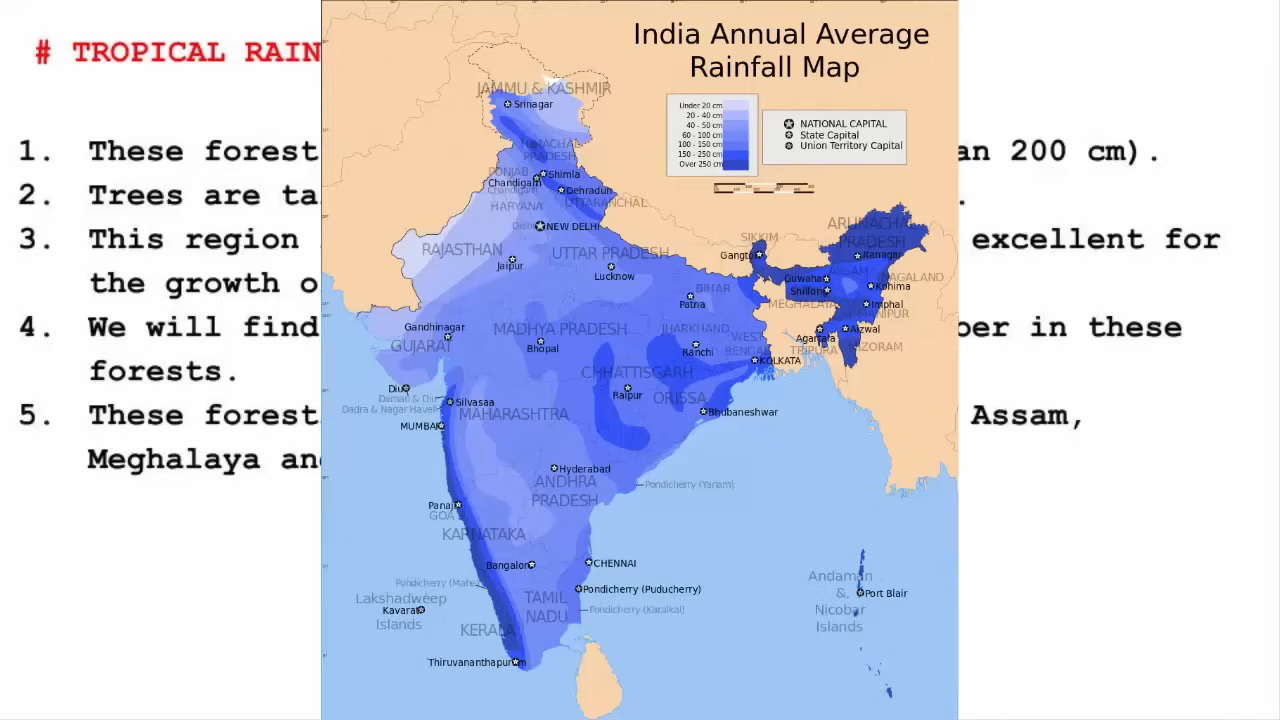 # TROPICAL RAIN
1. These forest an 200 cm).
2. Trees are ta .
3. This region excellent for
the growth o
4. We will find ber in these
forests.
5. These forest Assam,
Meghalaya an
India Annual Average
Rainfall Map
Under 20 cm
20 - 40 cm
40 - 50 cm
60 - 100 cm
100 - 150 cm
150 - 250 cm
Over 250 cm
NATIONAL CAPITAL
State Capital
Union Territory Capital
JAMMU & KASHMIR
Srinagar
HIMACHAL
PRADESH
PUNJAB
Shimla
Chandigarh
Chandigarh
Dehradun
HARYANA
UTTARANCHAL
Delhi
NEW DELHI
RAJASTHAN
UTTAR PRADESH
Jaipur
Lucknow
SIKKIM
Gangtok
ARUNACHAL
PRADESH
Itanagar
ASSAM
NAGALAND
Guwahati
Shillong
Kohima
MEGHALAYA
Imphal
MANIPUR
BIHAR
Patna
Gandhinagar
GUJARAT
MADHYA PRADESH
Bhopal
JHARKHAND
Ranchi
WEST
BENGAL
KOLKATA
Agartala
TRIPURA
Aizwal
MIZORAM
CHHATTISGARH
Raipur
ORISSA
Bhubaneshwar
Diu
Daman & Diu
Dadra & Nagar Haveli
Silvasaa
MAHARASHTRA
MUMBAI
Hyderabad
ANDHRA
PRADESH
Pondicherry (Yanam)
Panaji
GOA
KARNATAKA
Bangalore
CHENNAI
Pondicherry (Mahe)
Pondicherry (Puducherry)
Lakshadweep
Kavaratti
Islands
TAMIL
NADU
Pondicherry (Karaikal)
KERALA
Thiruvananthapuram
Andaman
&
Nicobar
Islands
Port Blair